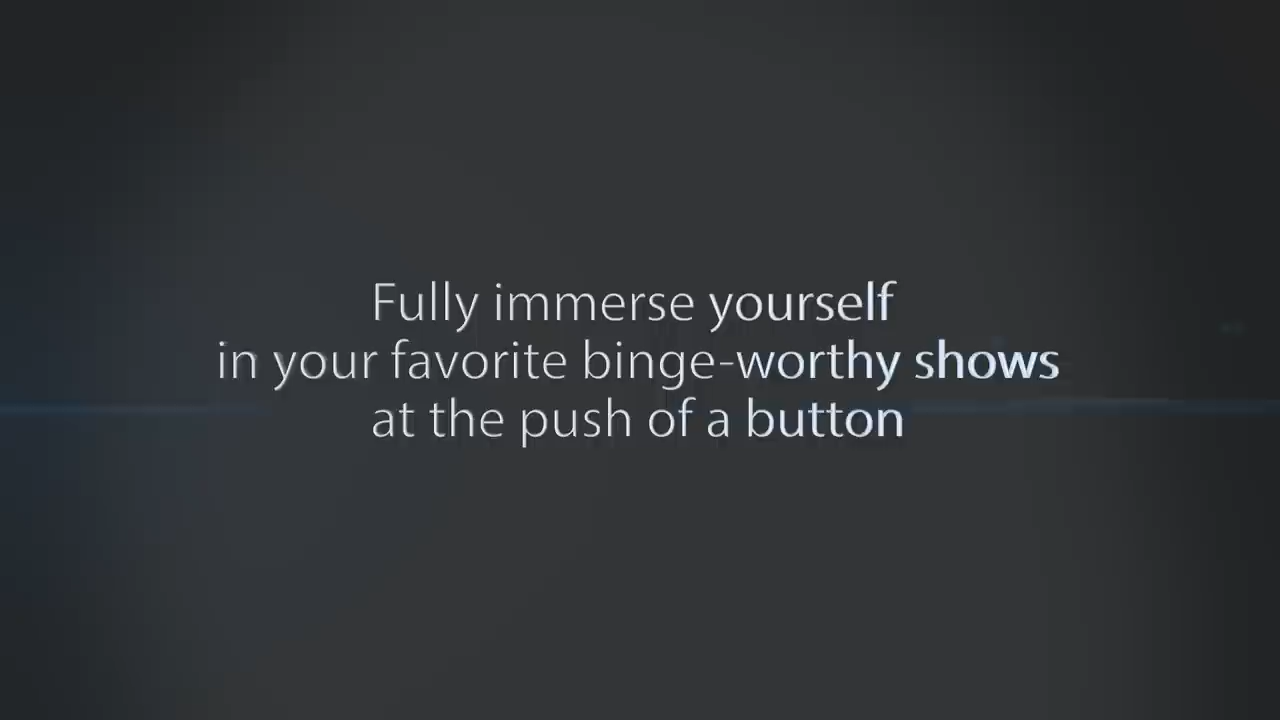 Fully immerse yourself
in your favorite binge-worthy shows
at the push of a button